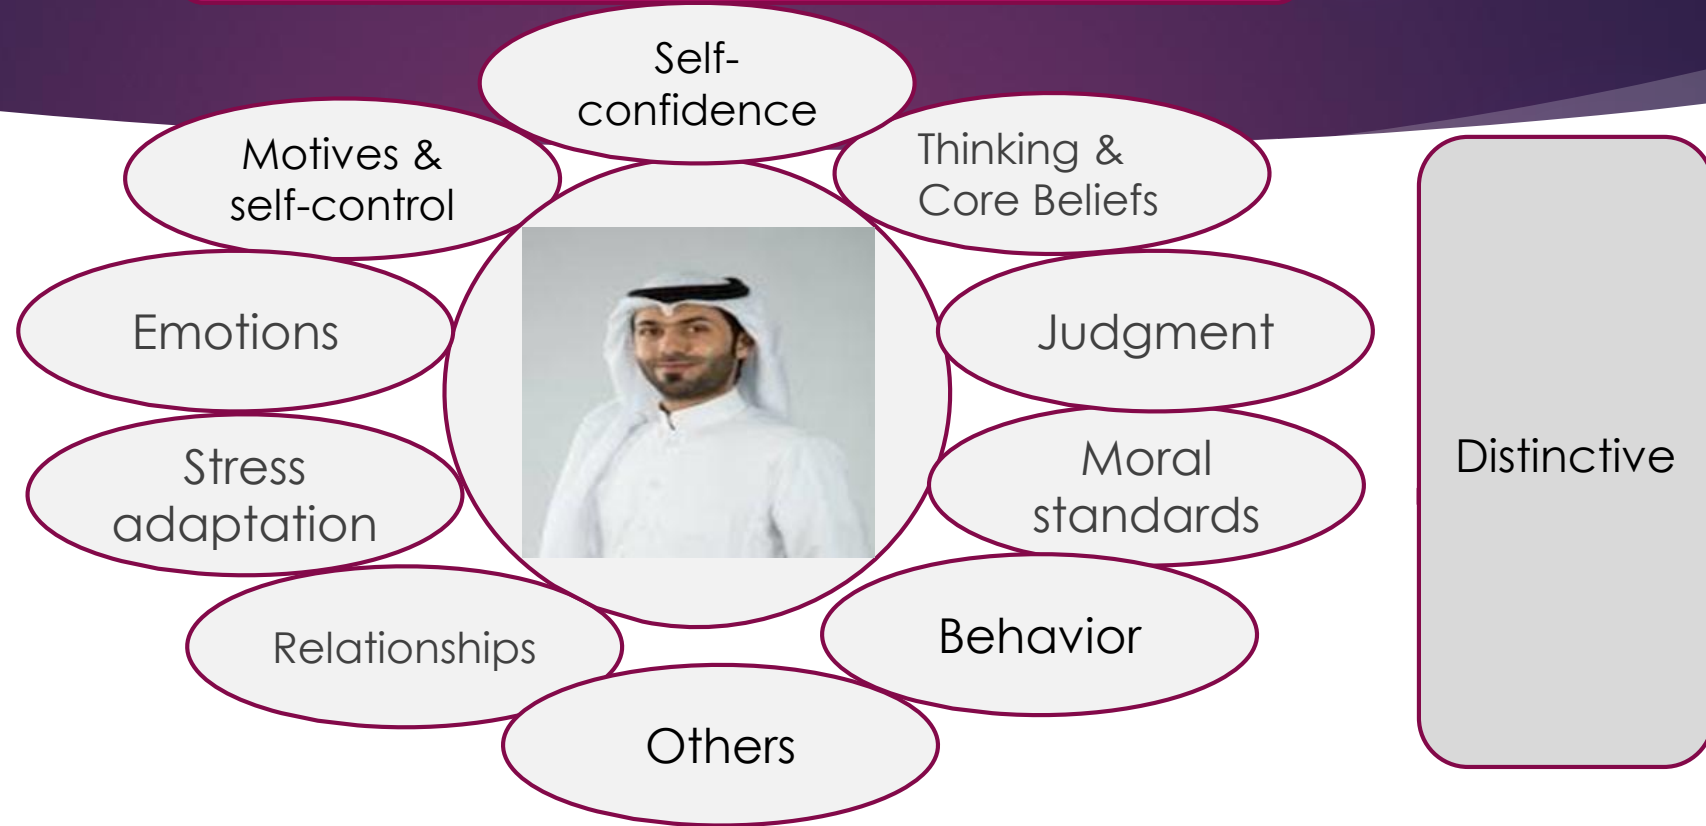 Self-
confidence
Motives &
self-control
Thinking &
Core Beliefs
Emotions
Judgment
Stress
adaptation
Moral
standards
Distinctive
Relationships
Behavior
Others